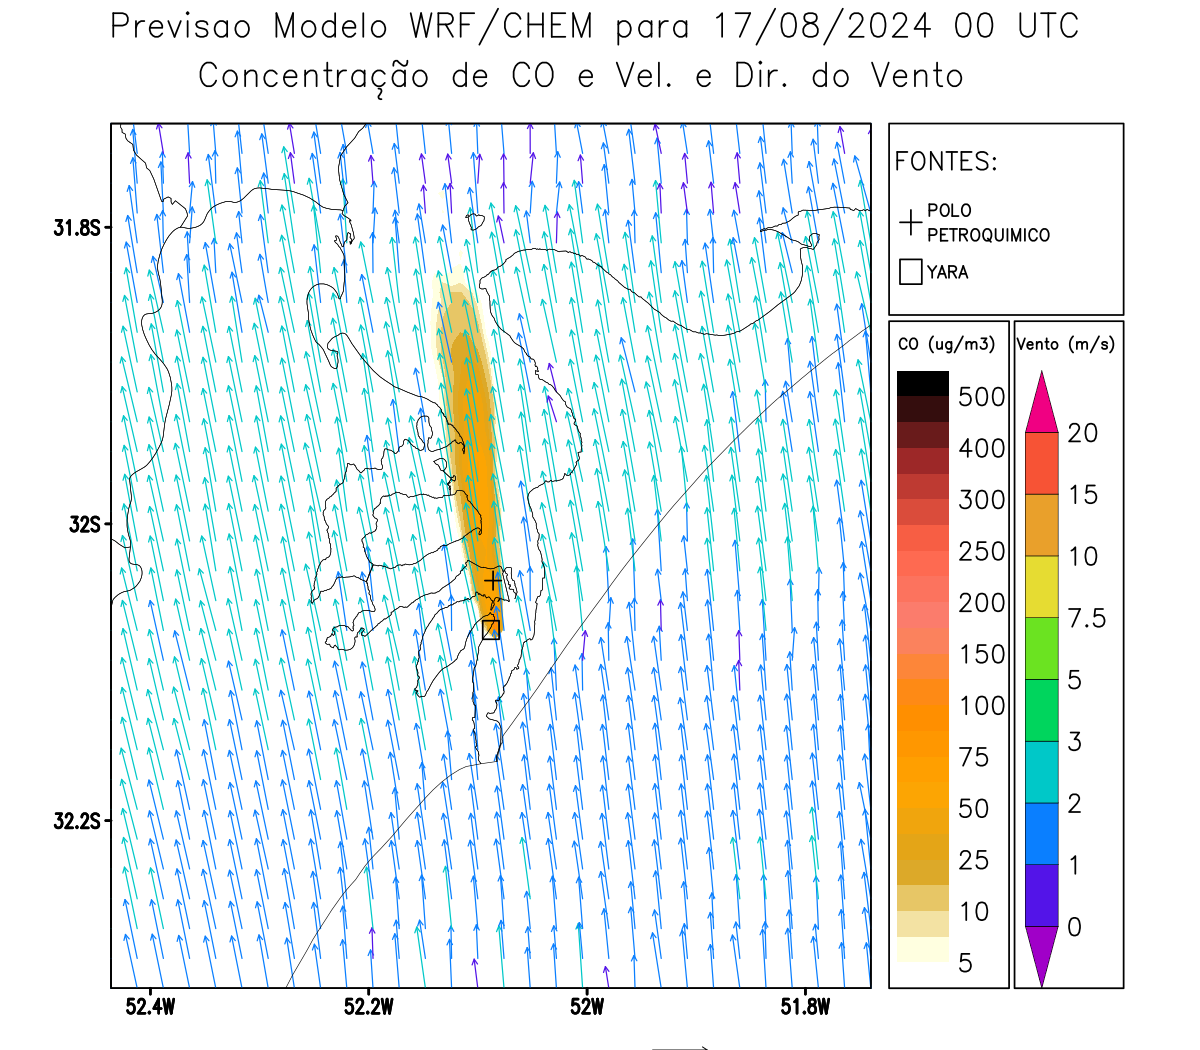 Previsao Modelo WRF/CHEM para 17/08/2024 00 UTC
Concentração de CO e Vel. e Dir. do Vento
FONTES:
POLO
PETROQUIMICO
YARA
CO (ug/m3)
500
400
300
250
200
150
100
75
50
25
10
5
Vento (m/s)
20
15
10
7.5
5
3
2
1
0
31.8S
32S
32.2S
52.4W
52.2W
52W
51.8W